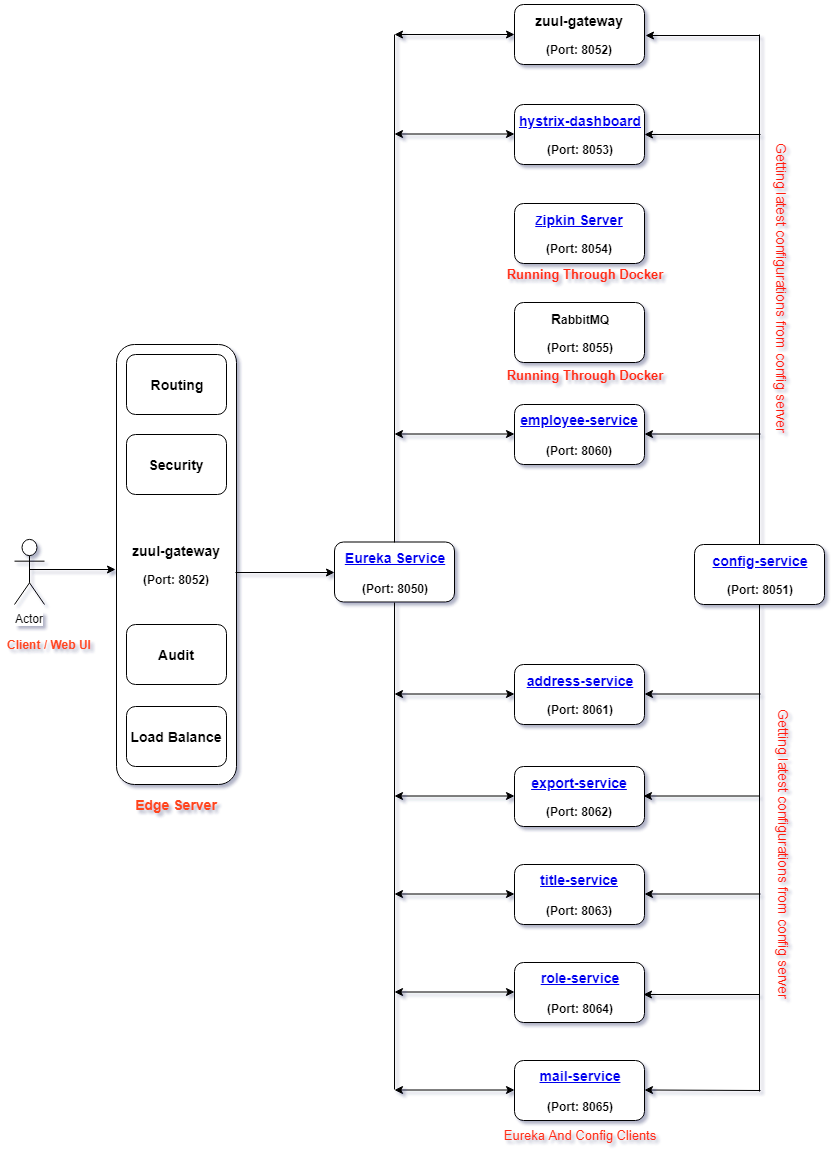 zuul-gateway
(Port: 8052)
hystrix-dashboard
(Port: 8053)
Zipkin Server
(Port: 8054)
Running Through Docker
RabbitMQ
(Port: 8055)
Running Through Docker
employee-service
(Port: 8060)
Getting latest configurations from config server
Routing
Security
zuul-gateway
(Port: 8052)
Audit
Load Balance
Edge Server
Actor
Client / Web UI
Eureka Service
(Port: 8050)
config-service
(Port: 8051)
address-service
(Port: 8061)
export-service
(Port: 8062)
title-service
(Port: 8063)
role-service
(Port: 8064)
mail-service
(Port: 8065)
Eureka And Config Clients
Getting latest configurations from config server